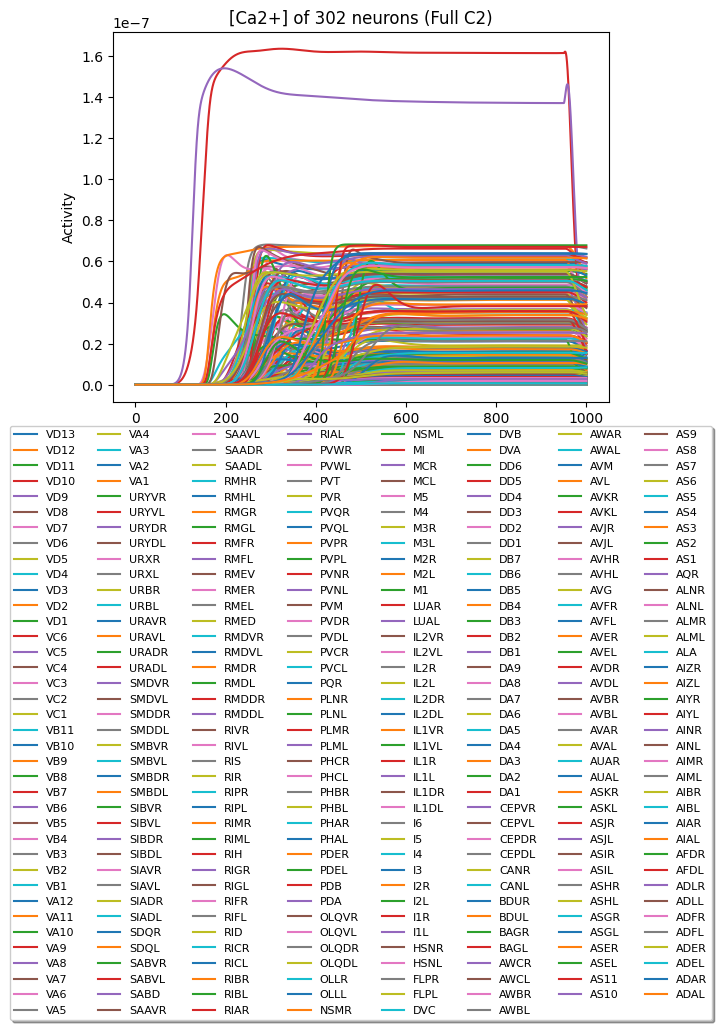 [Ca2+] of 302 neurons (Full C2)
1e−7
1.6
1.4
1.2
1.0
0.8
0.6
0.4
0.2
0.0
Activity
0 200 400 600 800 1000
VD13 VA4 SAAVL RIAL NSML DVB AWAR AS9
VD12 VA3 SAADR PVWR MI DVA AWAL AS8
VD11 VA2 SAADL PVWL MCR DD6 AVM AS7
VD10 VA1 RMHR PVT MCL DD5 AVL AS6
VD9 URYVR RMHL PVR M5 DD4 AVKR AS5
VD8 URYVL RMGR PVQR M4 DD3 AVKL AS4
VD7 URYDR RMGL PVQL M3R DD2 AVJR AS3
VD6 URYDL RMFR PVPR M3L DD1 AVJL AS2
VD5 URXR RMFL PVPL M2R DB7 AVHR AS1
VD4 URXL RMEV PVNR M2L DB6 AVHL AQR
VD3 URBR RMER PVNL M1 DB5 AVG ALNR
VD2 URBL RMEL PVM LUAR DB4 AVFR ALNL
VD1 URAVR RMED PVDR LUAL DB3 AVFL ALMR
VC6 URAVL RMDVR PVDL IL2VR DB2 AVER ALML
VC5 URADR RMDVL PVCR IL2VL DB1 AVEL ALA
VC4 URADL RMDR PVCL IL2R DA9 AVDR AIZR
VC3 SMDVR RMDL PQR IL2L DA8 AVDL AIZL
VC2 SMDVL RMDDR PLNR IL2DR DA7 AVBR AIYR
VC1 SMDDR RMDDL PLNL IL2DL DA6 AVBL AIYL
VB11 SMDDL RIVR PLMR IL1VR DA5 AVAR AINR
VB10 SMBVR RIVL PLML IL1VL DA4 AVAL AINL
VB9 SMBVL RIS PHCR IL1R DA3 AUAR AIMR
VB8 SMBDR RIR PHCL IL1L DA2 AUAL AIML
VB7 SMBDL RIPR PHBR IL1DR DA1 ASKR AIBR
VB6 SIBVR RIPL PHBL IL1DL CEPVR ASKL AIBL
VB5 SIBVL RIMR PHAR I6 CEPVL ASJR AIAR
VB4 SIBDR RIML PHAL I5 CEPDR ASJL AIAL
VB3 SIBDL RIH PDER I4 CEPDL ASIR AFDR
VB2 SIAVR RIGR PDEL I3 CANR ASIL AFDL
VB1 SIAVL RIGL PDB I2R CANL ASHR ADLR
VA12 SIADR RIFR PDA I2L BDUR ASHL ADLL
VA11 SIADL RIFL OLQVR I1R BDUL ASGR ADFR
VA10 SDQR RID OLQVL I1L BAGR ASGL ADFL
VA9 SDQL RICR OLQDR HSNR BAGL ASER ADER
VA8 SABVR RICL OLQDL HSNL AWCR ASEL ADEL
VA7 SABVL RIBR OLLR FLPR AWCL AS11 ADAR
VA6 SABD RIBL OLLL FLPL AWBR AS10 ADAL
VA5 SAAVR RIAR NSMR DVC AWBL